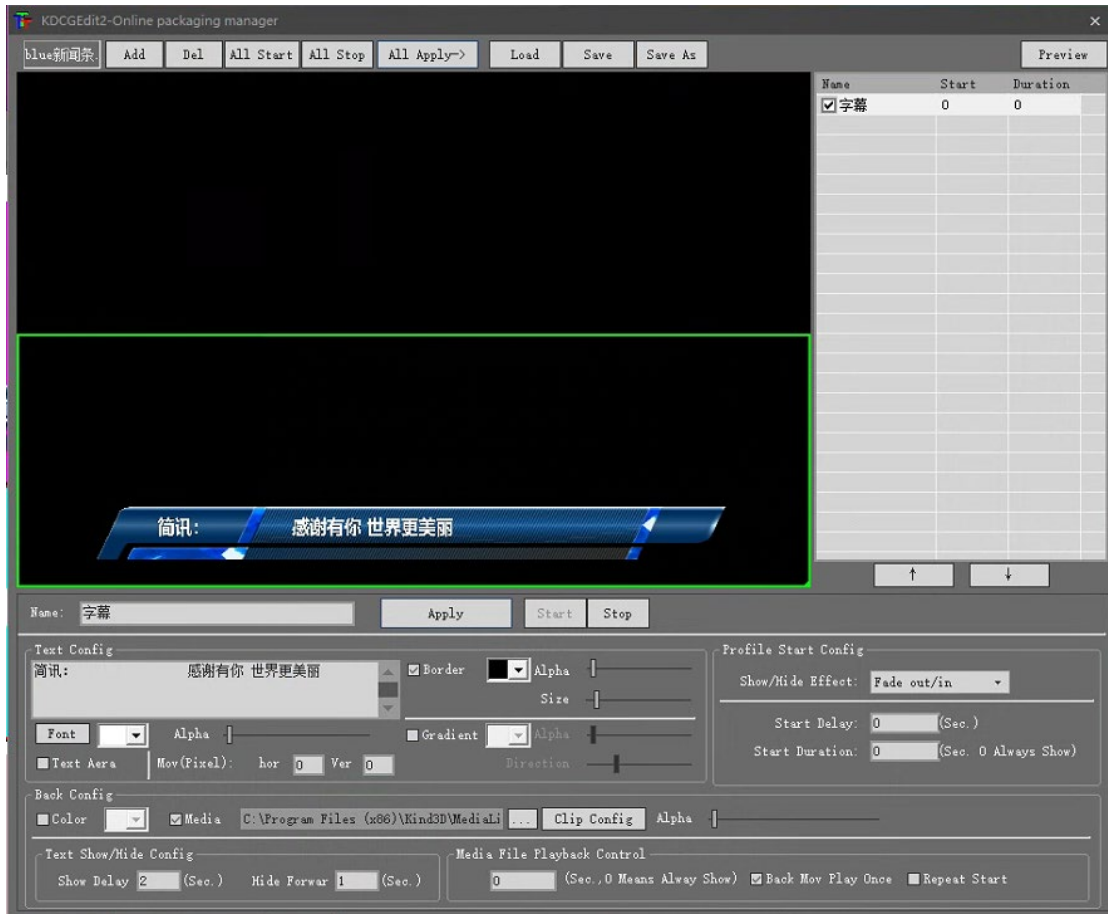 KDCGEdit2-Online packaging manager
blue新闻条. Add Del All Start All Stop All Apply-> Load Save Save As Preview
Name Start Duration
字幕 0 0
简讯: 感谢有你 世界更美丽
↑ ↓
Name: 字幕 Apply Start Stop
Text Config
简讯: 感谢有你 世界更美丽
Border Alpha
Size
Font Alpha
Gradient Alpha
Text Aera Mov(Pixel): hor 0 Ver 0
Direction
Profile Start Config
Show/Hide Effect: Fade out/in
Start Delay: 0 (Sec.)
Start Duration: 0 (Sec. 0 Always Show)
Back Config
Color Media C:\Program Files (x86)\Kind3D\MediaLi ... Clip Config Alpha
Text Show/Hide Config
Show Delay 2 (Sec.) Hide Forwar 1 (Sec.)
Media File Playback Control
0 (Sec.,0 Means Alway Show) Back Mov Play Once Repeat Start